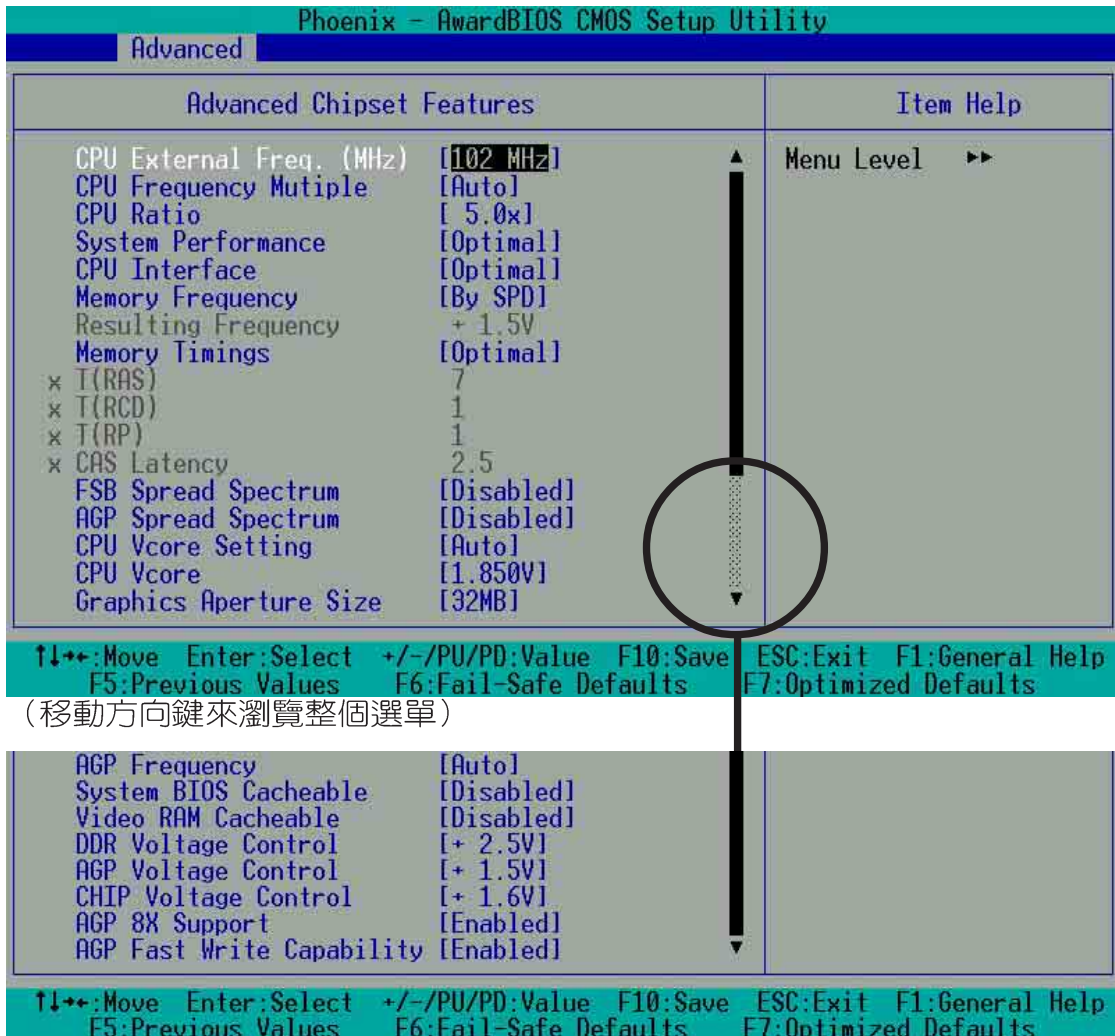 Phoenix - AwardBIOS CMOS Setup Utility
Advanced
Advanced Chipset Features
Item Help
CPU External Freq. (MHz) [102 MHz]
Menu Level ►►
CPU Frequency Mutiple [Auto]
CPU Ratio [ 5.0x]
System Performance [Optimal]
CPU Interface [Optimal]
Memory Frequency [By SPD]
Resulting Frequency + 1.5V
Memory Timings [Optimal]
x T(RAS) 7
x T(RCD) 1
x T(RP) 1
x CAS Latency 2.5
FSB Spread Spectrum [Disabled]
AGP Spread Spectrum [Disabled]
CPU Vcore Setting [Auto]
CPU Vcore [1.850V]
Graphics Aperture Size [32MB]
↑↓→←:Move Enter:Select +/-/PU/PD:Value F10:Save ESC:Exit F1:General Help
F5:Previous Values F6:Fail-Safe Defaults F7:Optimized Defaults
（移動方向鍵來瀏覽整個選單）
AGP Frequency [Auto]
System BIOS Cacheable [Disabled]
Video RAM Cacheable [Disabled]
DDR Voltage Control [+ 2.5V]
AGP Voltage Control [+ 1.5V]
CHIP Voltage Control [+ 1.6V]
AGP 8X Support [Enabled]
AGP Fast Write Capability [Enabled]
↑↓→←:Move Enter:Select +/-/PU/PD:Value F10:Save ESC:Exit F1:General Help
F5:Previous Values F6:Fail-Safe Defaults F7:Optimized Defaults